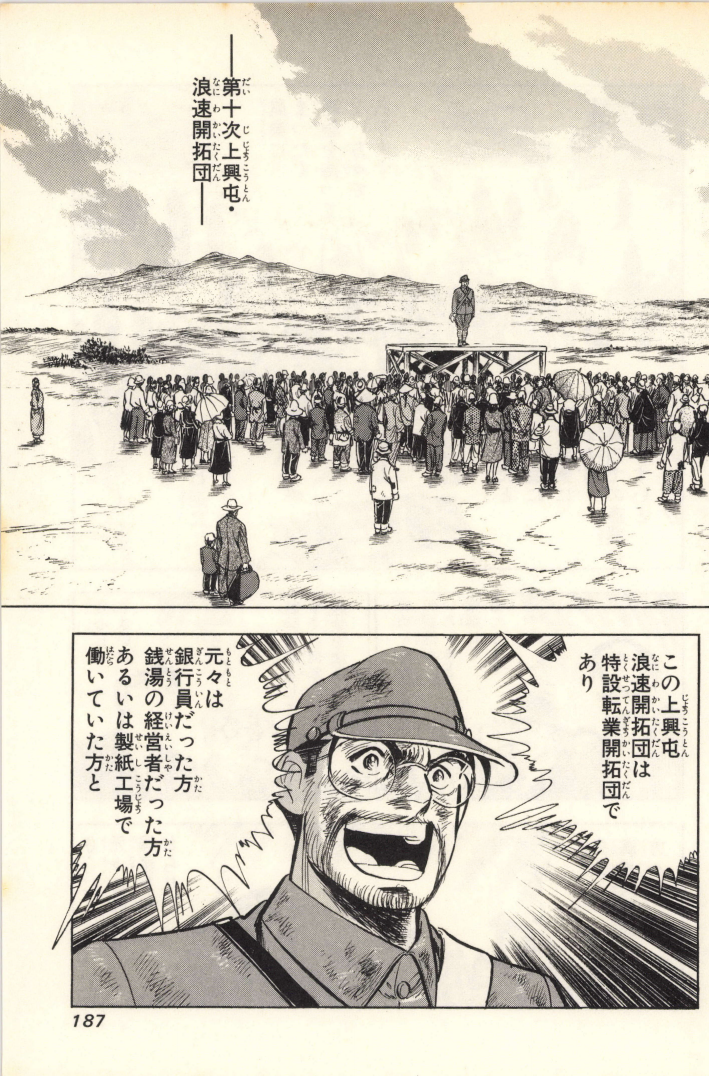 ――第十次上興屯・
浪速開拓団――
この上興屯
浪速開拓団は
特設転業開拓団で
あり
元々は
銀行員だった方
銭湯の経営者だった方
あるいは製紙工場で
働いていた方と
187